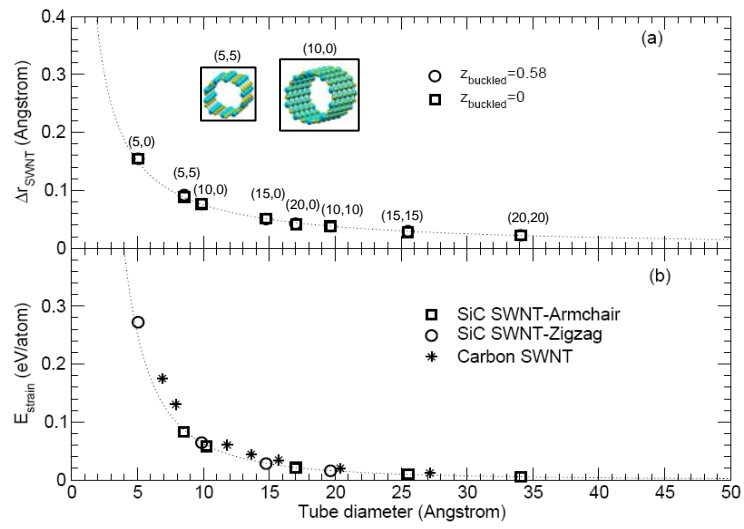 0.4
(a)
(5,5)
(10,0)
z_buckled=0.58
z_buckled=0
0.3
0.2
0.1
0
Δr_SWNT (Angstrom)
(5,0)
(5,5)
(10,0)
(15,0)
(20,0)
(10,10)
(15,15)
(20,20)
(b)
SiC SWNT-Armchair
SiC SWNT-Zigzag
Carbon SWNT
0.3
0.2
0.1
0
E_strain (eV/atom)
0 5 10 15 20 25 30 35 40 45 50
Tube diameter (Angstrom)